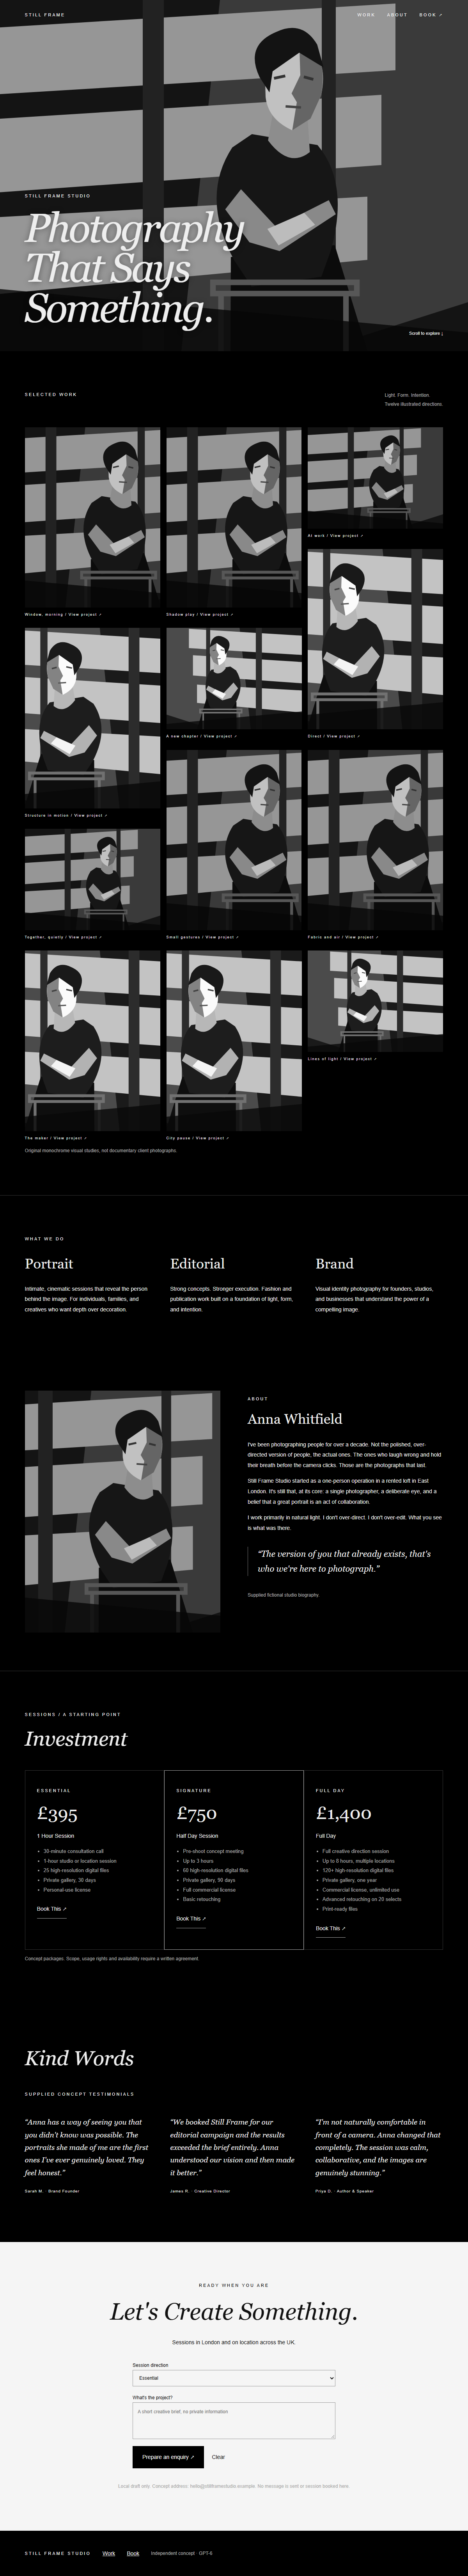 STILL FRAME
WORK ABOUT BOOK ↗
STILL FRAME STUDIO
Photography
That Says
Something.
Scroll to explore ↓
SELECTED WORK
Light. Form. Intention.
Twelve illustrated directions.
Window, morning / View project ↗
Shadow play / View project ↗
At work / View project ↗
A new chapter / View project ↗
Direct / View project ↗
Structure in motion / View project ↗
Together, quietly / View project ↗
Small gestures / View project ↗
Fabric and air / View project ↗
Lines of light / View project ↗
The maker / View project ↗
City pause / View project ↗
Original monochrome visual studies, not documentary client photographs.
WHAT WE DO
Portrait
Intimate, cinematic sessions that reveal the person
behind the image. For individuals, families, and
creatives who want depth over decoration.
Editorial
Strong concepts. Stronger execution. Fashion and
publication work built on a foundation of light, form,
and intention.
Brand
Visual identity photography for founders, studios,
and businesses that understand the power of a
compelling image.
ABOUT
Anna Whitfield
I've been photographing people for over a decade. Not the polished, over-
directed version of people, the actual ones. The ones who laugh wrong and hold
their breath before the camera clicks. Those are the photographs that last.
Still Frame Studio started as a one-person operation in a rented loft in East
London. It's still that, at its core: a single photographer, a deliberate eye, and a
belief that a great portrait is an act of collaboration.
I work primarily in natural light. I don't over-direct. I don't over-edit. What you see
is what was there.
“The version of you that already exists, that's
who we're here to photograph.”
Supplied fictional studio biography.
SESSIONS / A STARTING POINT
Investment
ESSENTIAL
£395
1 Hour Session
• 30-minute consultation call
• 1-hour studio or location session
• 25 high-resolution digital files
• Private gallery, 30 days
• Personal-use license
Book This ↗
SIGNATURE
£750
Half Day Session
• Pre-shoot concept meeting
• Up to 3 hours
• 60 high-resolution digital files
• Private gallery, 90 days
• Full commercial license
• Basic retouching
Book This ↗
FULL DAY
£1,400
Full Day
• Full creative direction session
• Up to 8 hours, multiple locations
• 120+ high-resolution digital files
• Private gallery, one year
• Commercial license, unlimited use
• Advanced retouching on 20 selects
• Print-ready files
Book This ↗
Concept packages. Scope, usage rights and availability require a written agreement.
Kind Words
SUPPLIED CONCEPT TESTIMONIALS
“Anna has a way of seeing you that
you didn't know was possible. The
portraits she made of me are the first
ones I've ever genuinely loved. They
feel honest.”
Sarah M. · Brand Founder
“We booked Still Frame for our
editorial campaign and the results
exceeded the brief entirely. Anna
understood our vision and then made
it better.”
James R. · Creative Director
“I'm not naturally comfortable in
front of a camera. Anna changed that
completely. The session was calm,
collaborative, and the images are
genuinely stunning.”
Priya D. · Author & Speaker
READY WHEN YOU ARE
Let's Create Something.
Sessions in London and on location across the UK.
Session direction
Essential
What's the project?
A short creative brief; no private information
Prepare an enquiry ↗
Clear
Local draft only. Concept address: hello@stillframestudio.example. No message is sent or session booked here.
STILL FRAME STUDIO
Work
Book
Independent concept · GPT-6